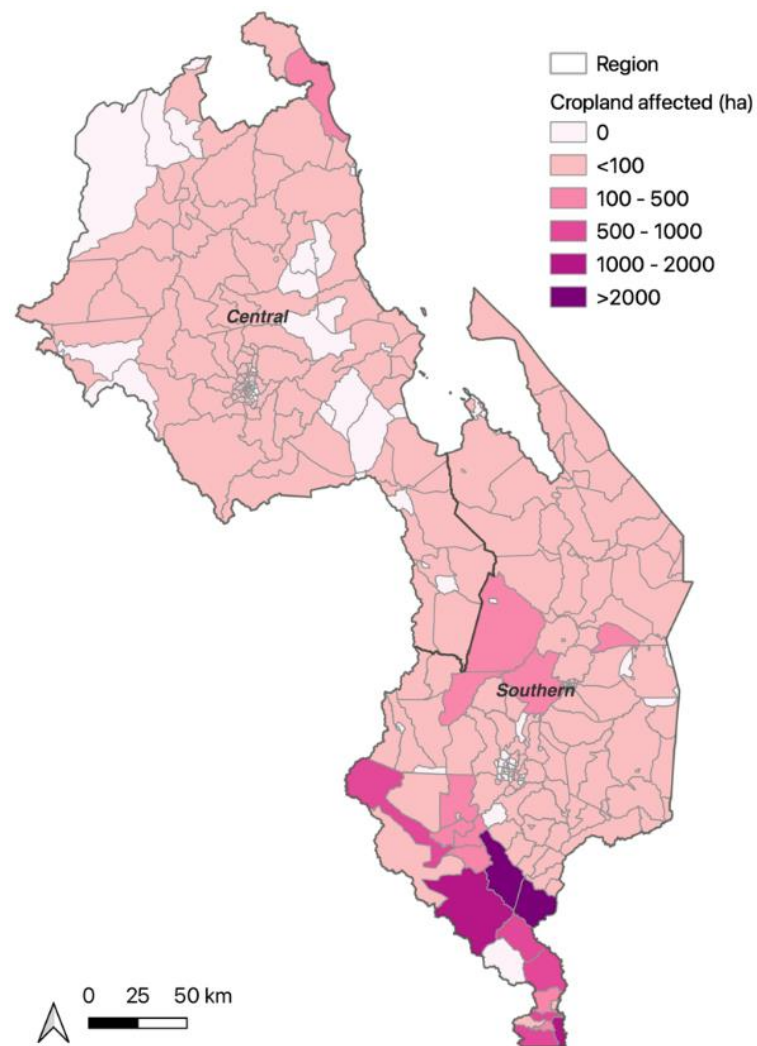 Region
Cropland affected (ha)
0
<100
100 - 500
500 - 1000
1000 - 2000
>2000
Central
Southern
0 25 50 km